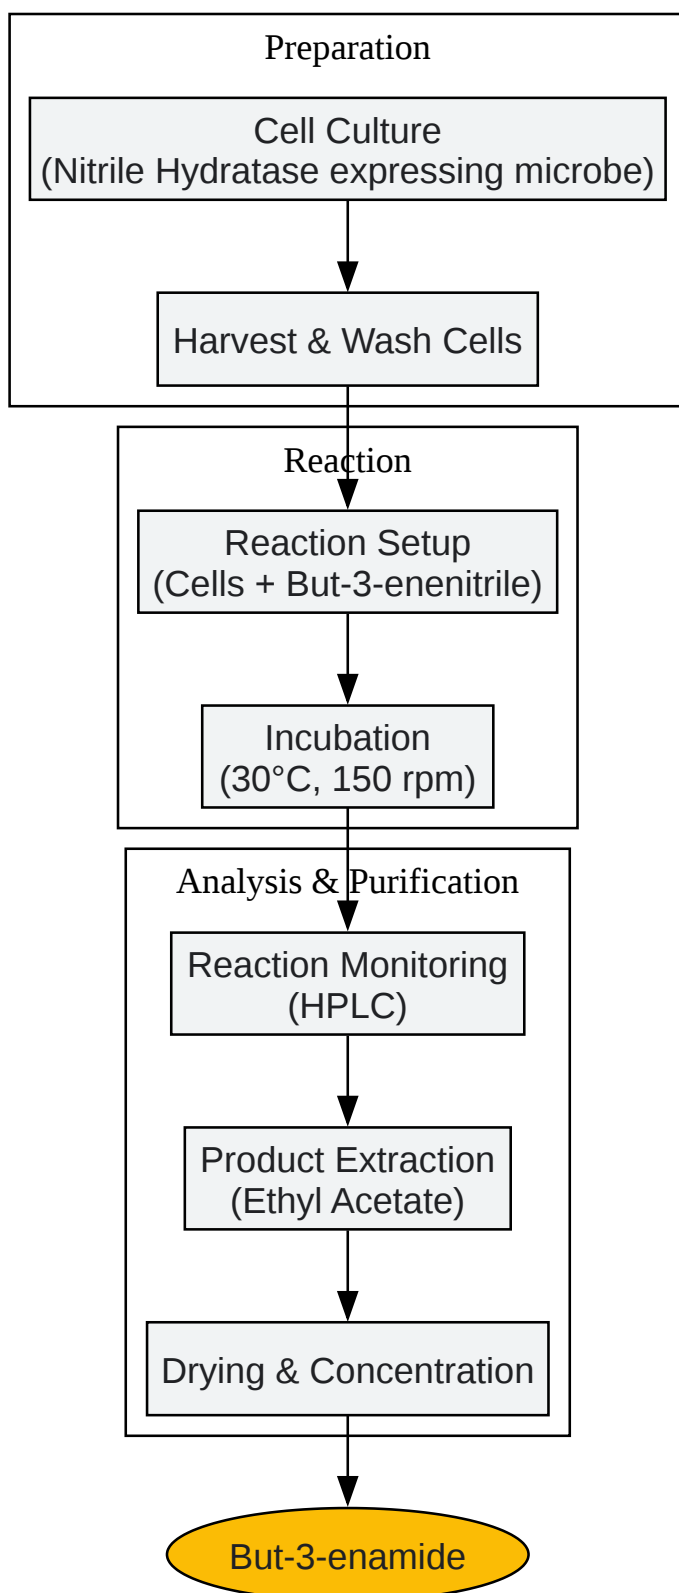 Preparation
Cell Culture
(Nitrile Hydratase expressing microbe)
Harvest & Wash Cells
Reaction
Reaction Setup
(Cells + But-3-enenitrile)
Incubation
(30°C, 150 rpm)
Analysis & Purification
Reaction Monitoring
(HPLC)
Product Extraction
(Ethyl Acetate)
Drying & Concentration
But-3-enamide